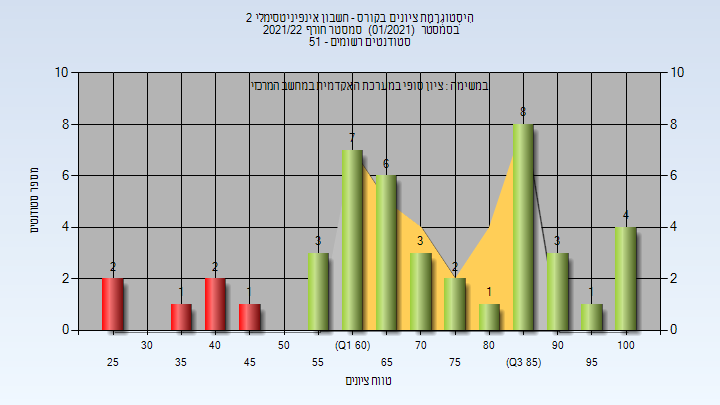 היסטוגרמת ציונים בקורס - חשבון אינפיניטסימלי 2
בסמסטר (01/2021) סמסטר חורף 2021/22
סטודנטים רשומים - 51
במשימה : ציון סופי במערכת האקדמית במחשב המרכזי
מספר סטודנטים
10 8 6 4 2 0
10 8 6 4 2 0
2 1 2 1 3 7 6 3 2 1 8 3 1 4
30 40 50 (Q1 60) 70 80 90 100
25 35 45 55 65 75 (Q3 85) 95
טווח ציונים